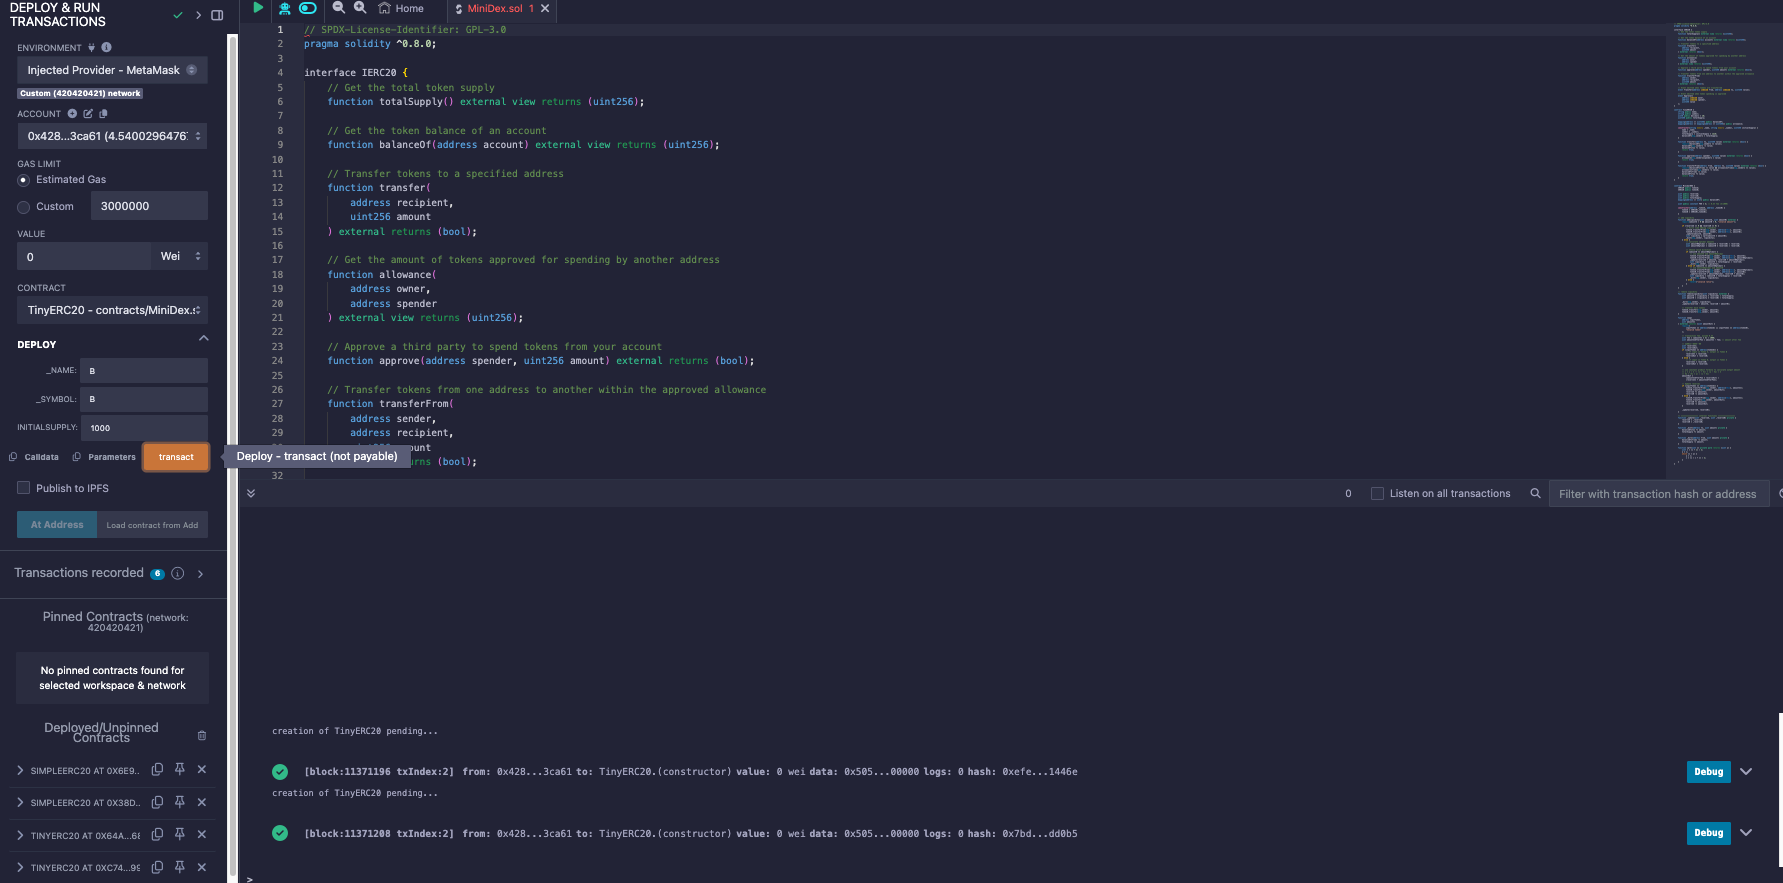 DEPLOY & RUN
TRANSACTIONS
ENVIRONMENT
Injected Provider - MetaMask
Custom (420420421) network
ACCOUNT
0x428...3ca61 (4.5400296476
GAS LIMIT
Estimated Gas
Custom
3000000
VALUE
0
Wei
CONTRACT
TinyERC20 - contracts/MiniDex.s
DEPLOY
_NAME:
B
_SYMBOL:
B
INITIALSUPPLY:
1000
Calldata
Parameters
transact
Deploy - transact (not payable)
Publish to IPFS
At Address
Load contract from Add
Transactions recorded 6
Pinned Contracts (network:
420420421)
No pinned contracts found for
selected workspace & network
Deployed/Unpinned
Contracts
SIMPLEERC20 AT 0X6E9..
SIMPLEERC20 AT 0X38D..
TINYERC20 AT 0X64A...6
TINYERC20 AT 0XC74...99
Home
MiniDex.sol 1
1 // SPDX-License-Identifier: GPL-3.0
2 pragma solidity ^0.8.0;
3
4 interface IERC20 {
5 // Get the total token supply
6 function totalSupply() external view returns (uint256);
7
8 // Get the token balance of an account
9 function balanceOf(address account) external view returns (uint256);
10
11 // Transfer tokens to a specified address
12 function transfer(
13 address recipient,
14 uint256 amount
15 ) external returns (bool);
16
17 // Get the amount of tokens approved for spending by another address
18 function allowance(
19 address owner,
20 address spender
21 ) external view returns (uint256);
22
23 // Approve a third party to spend tokens from your account
24 function approve(address spender, uint256 amount) external returns (bool);
25
26 // Transfer tokens from one address to another within the approved allowance
27 function transferFrom(
28 address sender,
29 address recipient,
ount
urns (bool);
32
0
Listen on all transactions
Filter with transaction hash or address
creation of TinyERC20 pending...
[block:11371196 txIndex:2] from: 0x428...3ca61 to: TinyERC20.(constructor) value: 0 wei data: 0x505...00000 logs: 0 hash: 0xefe...1446e
Debug
creation of TinyERC20 pending...
[block:11371208 txIndex:2] from: 0x428...3ca61 to: TinyERC20.(constructor) value: 0 wei data: 0x505...00000 logs: 0 hash: 0x7bd...dd0b5
Debug
>